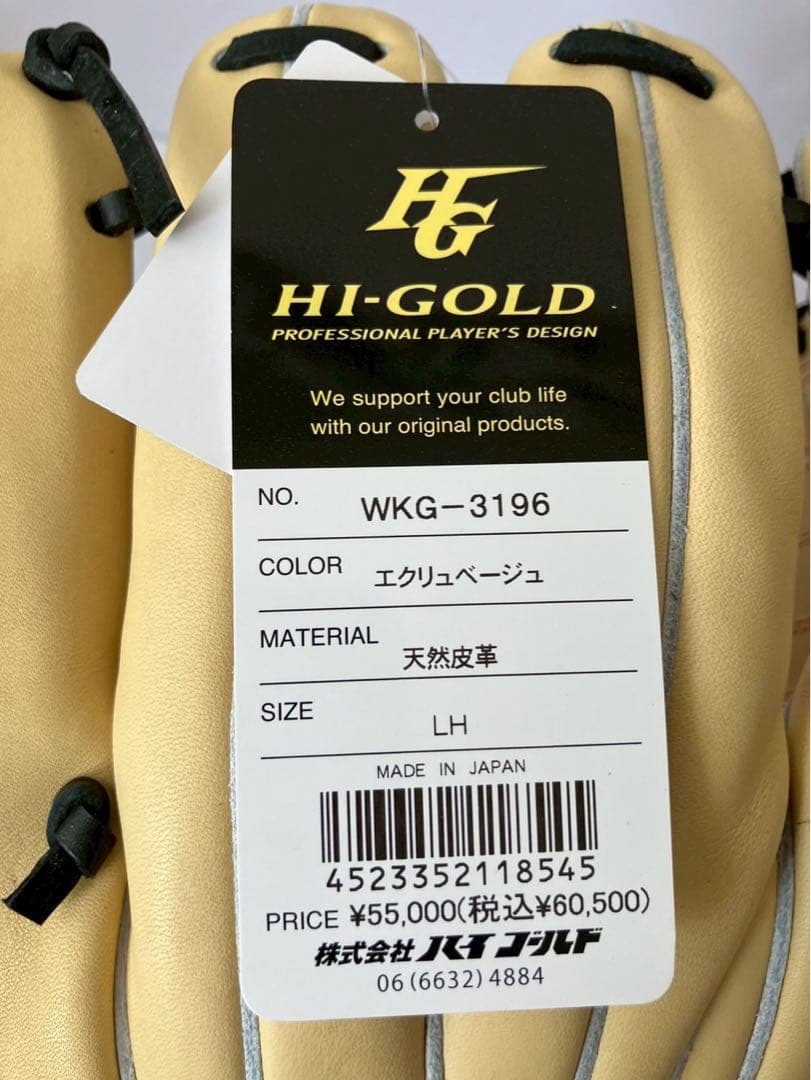 HG
HI-GOLD
PROFESSIONAL PLAYER'S DESIGN
We support your club life
with our original products.
NO. WKG-3196
COLOR エクリュベージュ
MATERIAL 天然皮革
SIZE LH
MADE IN JAPAN
4523352118545
PRICE ¥55,000(税込¥60,500)
株式会社ハイゴールド
06(6632)4884